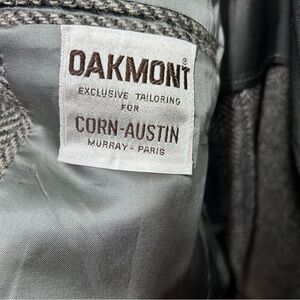 OAKMONT®
EXCLUSIVE TAILORING
FOR
CORN-AUSTIN
MURRAY - PARIS